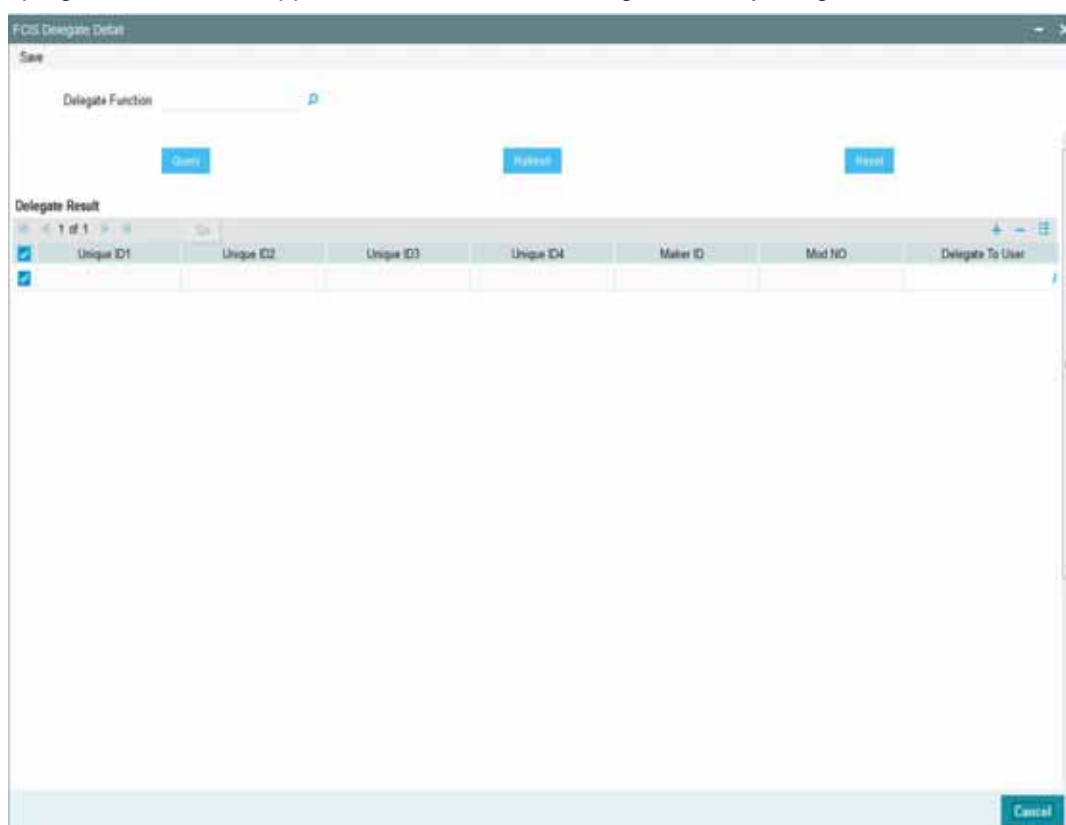 FCIS Delegate Detail
Save
Delegate Function
Query Refresh Reset
Delegate Result
1 of 1 Go
Unique ID1 Unique ID2 Unique ID3 Unique ID4 Maker ID Mod NO Delegate To User
Cancel